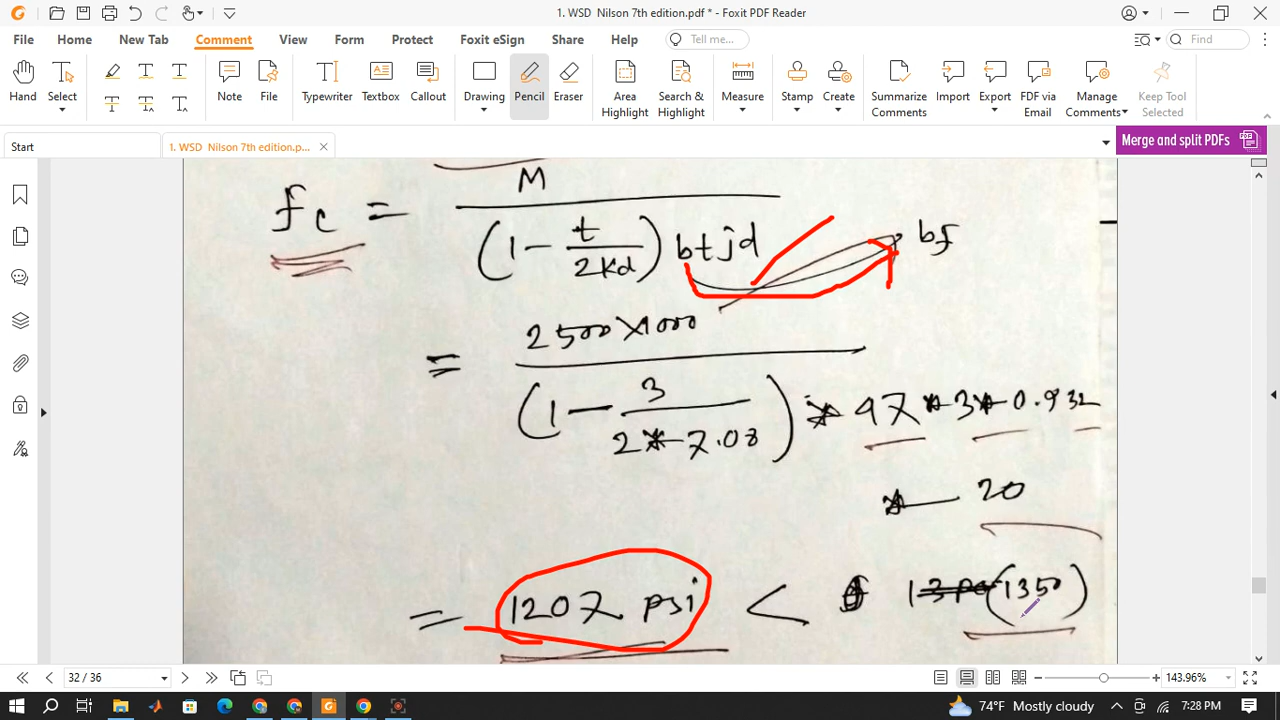 1. WSD Nilson 7th edition.pdf * - Foxit PDF Reader
File Home New Tab Comment View Form Protect Foxit eSign Share Help Tell me... Find
Hand Select Note File Typewriter Textbox Callout Drawing Pencil Eraser Area Highlight Search & Highlight Measure Stamp Create Summarize Comments Import Export FDF via Email Manage Comments Keep Tool Selected
Start 1. WSD Nilson 7th edition.p... Merge and split PDFs
M
fc = (1 - t/2Kd) btjd bf
2500 × 1000
= (1 - 3/2*7.08) * 97 * 3 * 0.932
* 20
= 1207 psi < (1350)
32 / 36 143.96%
74°F Mostly cloudy 7:28 PM